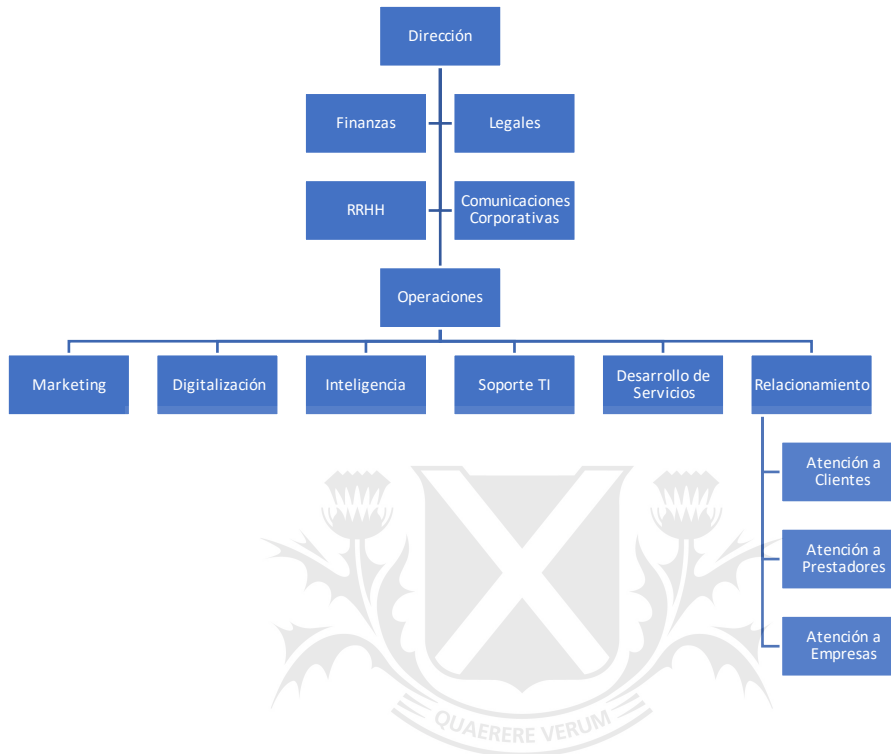 Dirección
Finanzas
Legales
RRHH
Comunicaciones
Corporativas
Operaciones
Marketing
Digitalización
Inteligencia
Soporte TI
Desarrollo de
Servicios
Relacionamiento
Atención a
Clientes
Atención a
Prestadores
Atención a
Empresas
QUAERERE VERUM